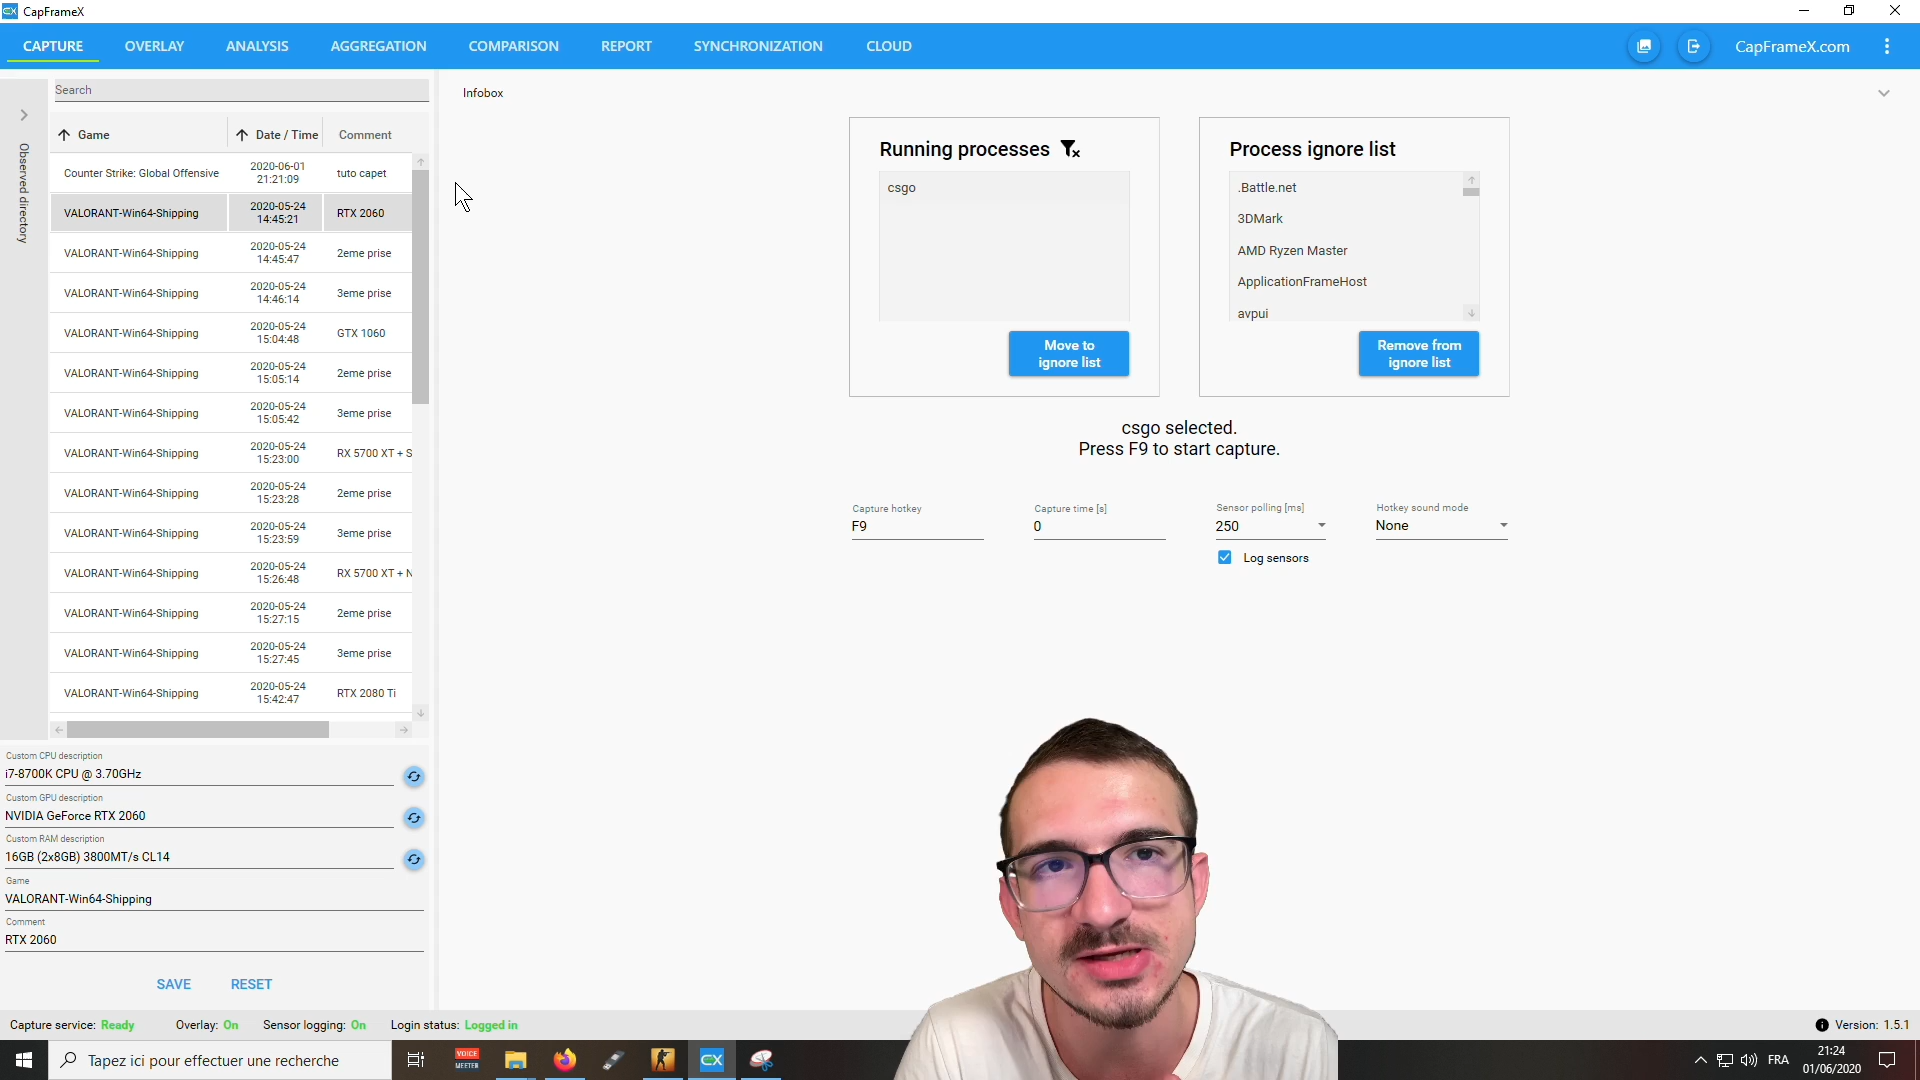 CapFrameX
CAPTURE OVERLAY ANALYSIS AGGREGATION COMPARISON REPORT SYNCHRONIZATION CLOUD CapFrameX.com
Observed directory
Search
Game Date / Time Comment
Counter Strike: Global Offensive 2020-06-01 21:21:09 tuto capet
VALORANT-Win64-Shipping 2020-05-24 14:45:21 RTX 2060
VALORANT-Win64-Shipping 2020-05-24 14:45:47 2eme prise
VALORANT-Win64-Shipping 2020-05-24 14:46:14 3eme prise
VALORANT-Win64-Shipping 2020-05-24 15:04:48 GTX 1060
VALORANT-Win64-Shipping 2020-05-24 15:05:14 2eme prise
VALORANT-Win64-Shipping 2020-05-24 15:05:42 3eme prise
VALORANT-Win64-Shipping 2020-05-24 15:23:00 RX 5700 XT + S
VALORANT-Win64-Shipping 2020-05-24 15:23:28 2eme prise
VALORANT-Win64-Shipping 2020-05-24 15:23:59 3eme prise
VALORANT-Win64-Shipping 2020-05-24 15:26:48 RX 5700 XT + N
VALORANT-Win64-Shipping 2020-05-24 15:27:15 2eme prise
VALORANT-Win64-Shipping 2020-05-24 15:27:45 3eme prise
VALORANT-Win64-Shipping 2020-05-24 15:42:47 RTX 2080 Ti
Custom CPU description
i7-8700K CPU @ 3.70GHz
Custom GPU description
NVIDIA GeForce RTX 2060
Custom RAM description
16GB (2x8GB) 3800MT/s CL14
Game
VALORANT-Win64-Shipping
Comment
RTX 2060
SAVE RESET
Infobox
Running processes
csgo
Move to
ignore list
Process ignore list
.Battle.net
3DMark
AMD Ryzen Master
ApplicationFrameHost
avpui
Remove from
ignore list
csgo selected.
Press F9 to start capture.
Capture hotkey
F9
Capture time [s]
0
Sensor polling [ms]
250
Log sensors
Hotkey sound mode
None
Capture service: Ready Overlay: On Sensor logging: On Login status: Logged in Version: 1.5.1
Tapez ici pour effectuer une recherche
VOICE
MEETER
CX
FRA
21:24
01/06/2020